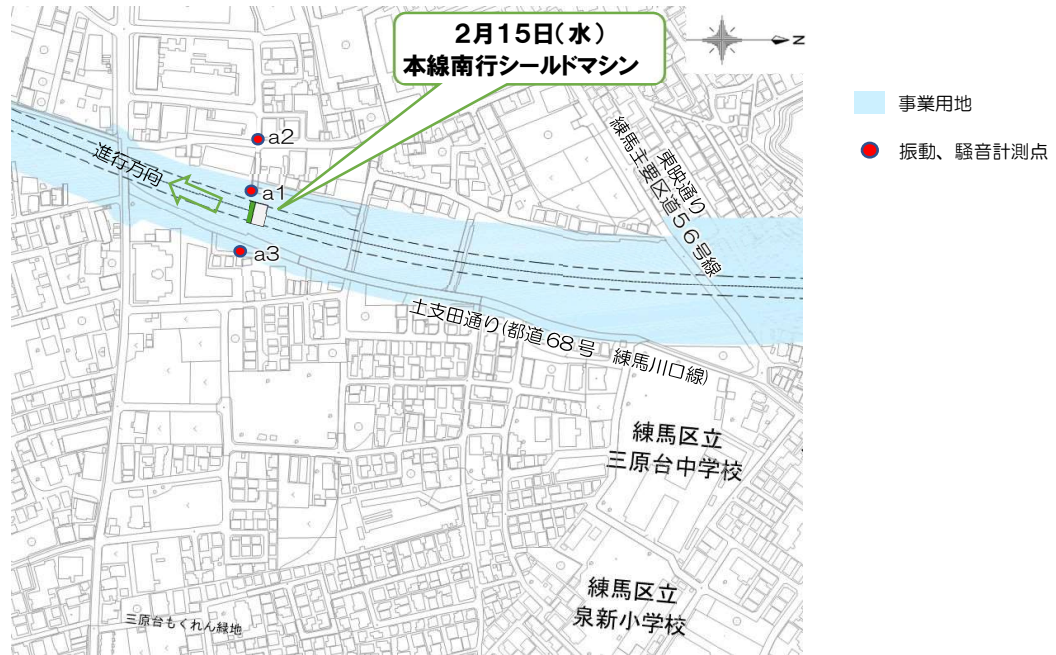 2月15日(水)
本線南行シールドマシン
N
事業用地
振動、騒音計測点
a2
a1
a3
進行方向
東映通り
練馬主要区道56号線
土支田通り(都道68号 練馬川口線)
練馬区立
三原台中学校
練馬区立
泉新小学校
三原台もくれん緑地